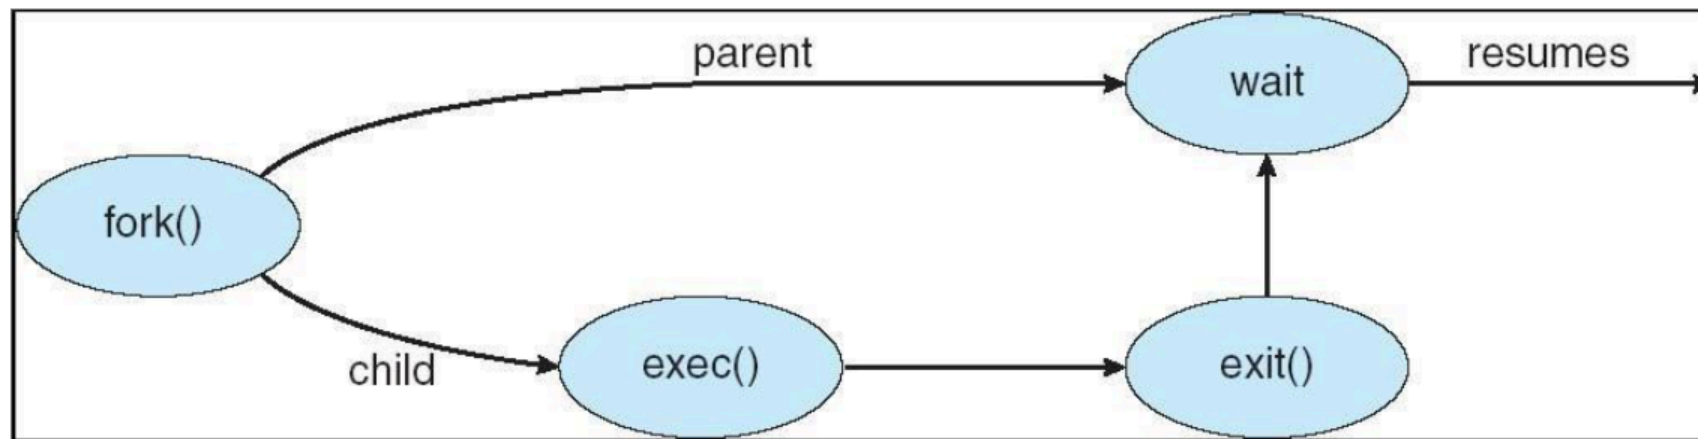 parent
wait
resumes
fork()
child
exec()
exit()